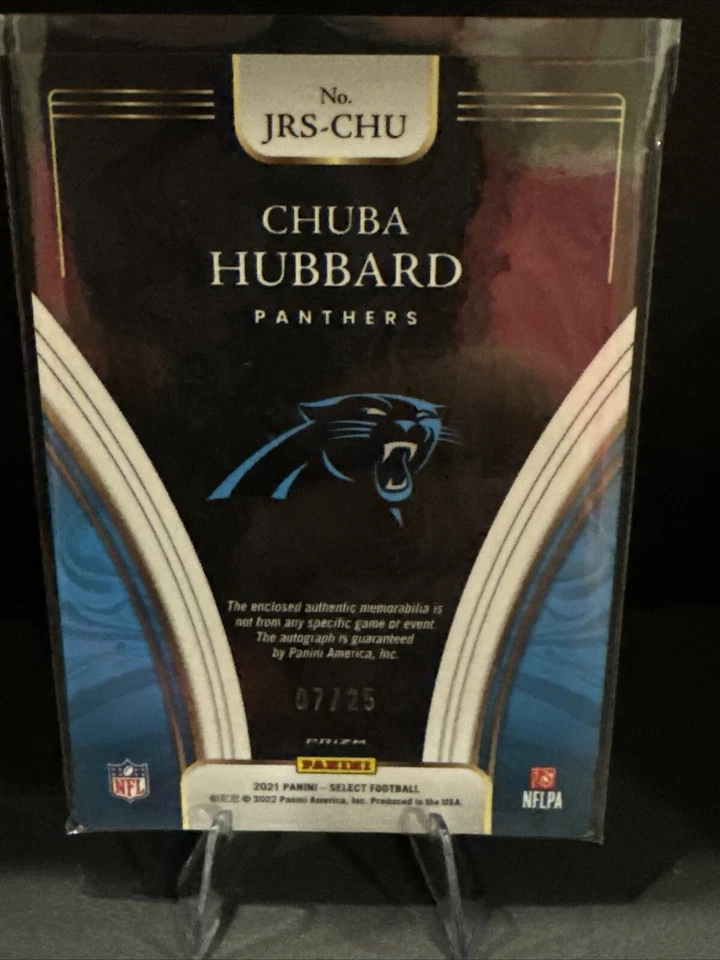 No.
JRS-CHU
CHUBA
HUBBARD
PANTHERS
The enclosed authentic memorabilia is
not from any specific game or event.
The autograph is guaranteed
by Panini America, Inc.
07/25
PRIZM
PANINI
2021 PANINI – SELECT FOOTBALL
© 2022 Panini America, Inc. Produced in the USA.
NFL
NFLPA